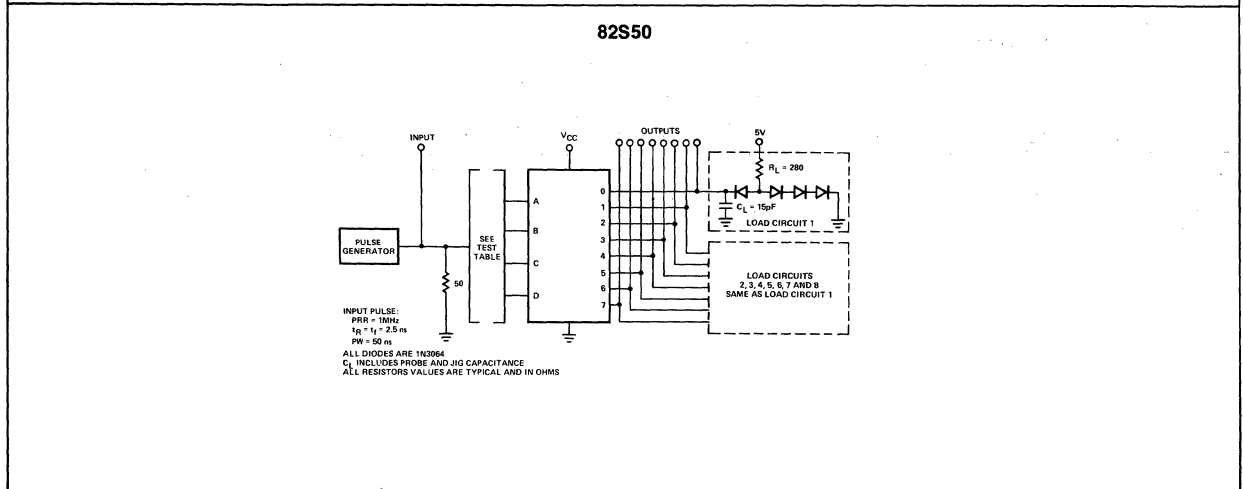 82S50
INPUT
VCC
OUTPUTS
5V
RL = 280
CL = 15pF
LOAD CIRCUIT 1
PULSE
GENERATOR
50
SEE
TEST
TABLE
A
B
C
D
0
1
2
3
4
5
6
7
LOAD CIRCUITS
2, 3, 4, 5, 6, 7 AND 8
SAME AS LOAD CIRCUIT 1
INPUT PULSE:
PRR = 1MHz
tR = tf = 2.5 ns
PW = 50 ns
ALL DIODES ARE 1N3064
CL INCLUDES PROBE AND JIG CAPACITANCE
ALL RESISTORS VALUES ARE TYPICAL AND IN OHMS